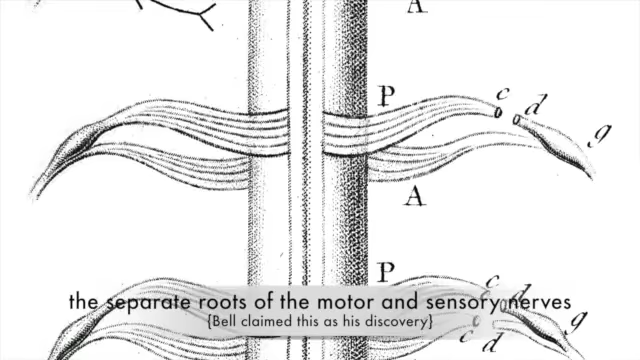 A
P
c
d
g
A
P
c
d
g
c
d
the separate roots of the motor and sensory nerves
{Bell claimed this as his discovery}